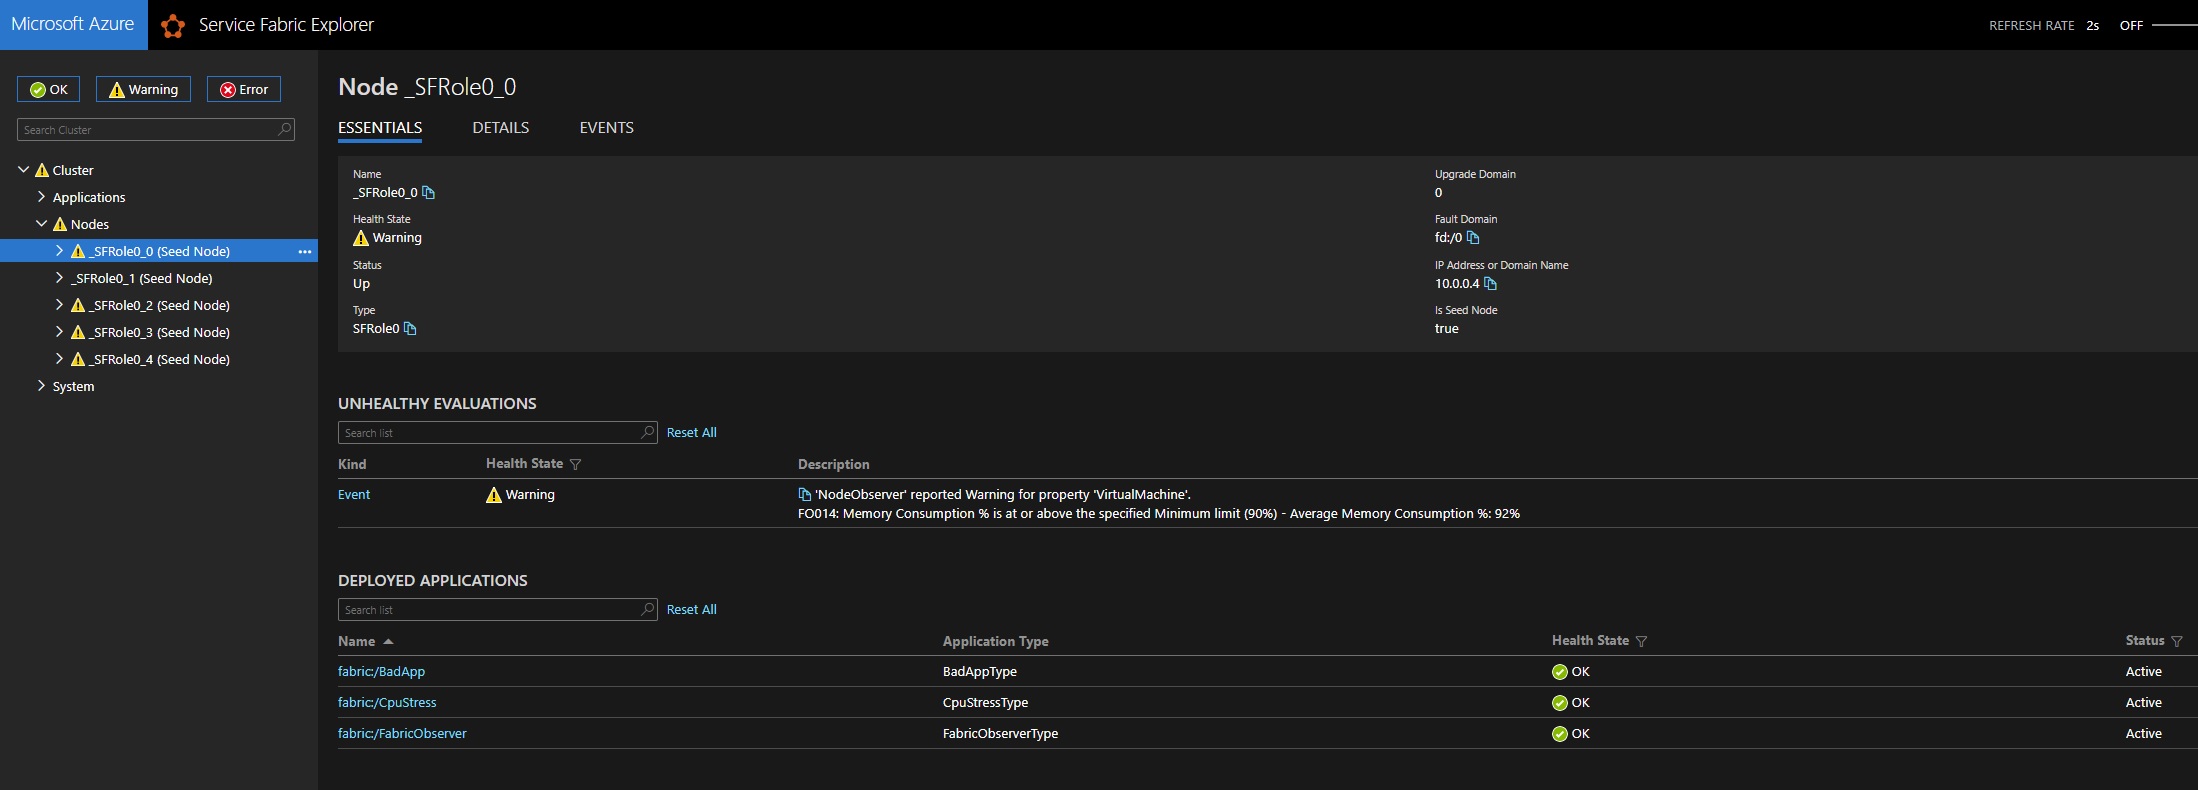 Microsoft Azure
Service Fabric Explorer
REFRESH RATE 2s OFF
OK
Warning
Error
Search Cluster
Cluster
Applications
Nodes
_SFRole0_0 (Seed Node)
_SFRole0_1 (Seed Node)
_SFRole0_2 (Seed Node)
_SFRole0_3 (Seed Node)
_SFRole0_4 (Seed Node)
System
Node _SFRole0_0
ESSENTIALS DETAILS EVENTS
Name
_SFRole0_0
Health State
Warning
Status
Up
Type
SFRole0
Upgrade Domain
0
Fault Domain
fd:/0
IP Address or Domain Name
10.0.0.4
Is Seed Node
true
UNHEALTHY EVALUATIONS
Search list Reset All
Kind Health State Description
Event Warning 'NodeObserver' reported Warning for property 'VirtualMachine'.
FO014: Memory Consumption % is at or above the specified Minimum limit (90%) - Average Memory Consumption %: 92%
DEPLOYED APPLICATIONS
Search list Reset All
Name Application Type Health State Status
fabric:/BadApp BadAppType OK Active
fabric:/CpuStress CpuStressType OK Active
fabric:/FabricObserver FabricObserverType OK Active